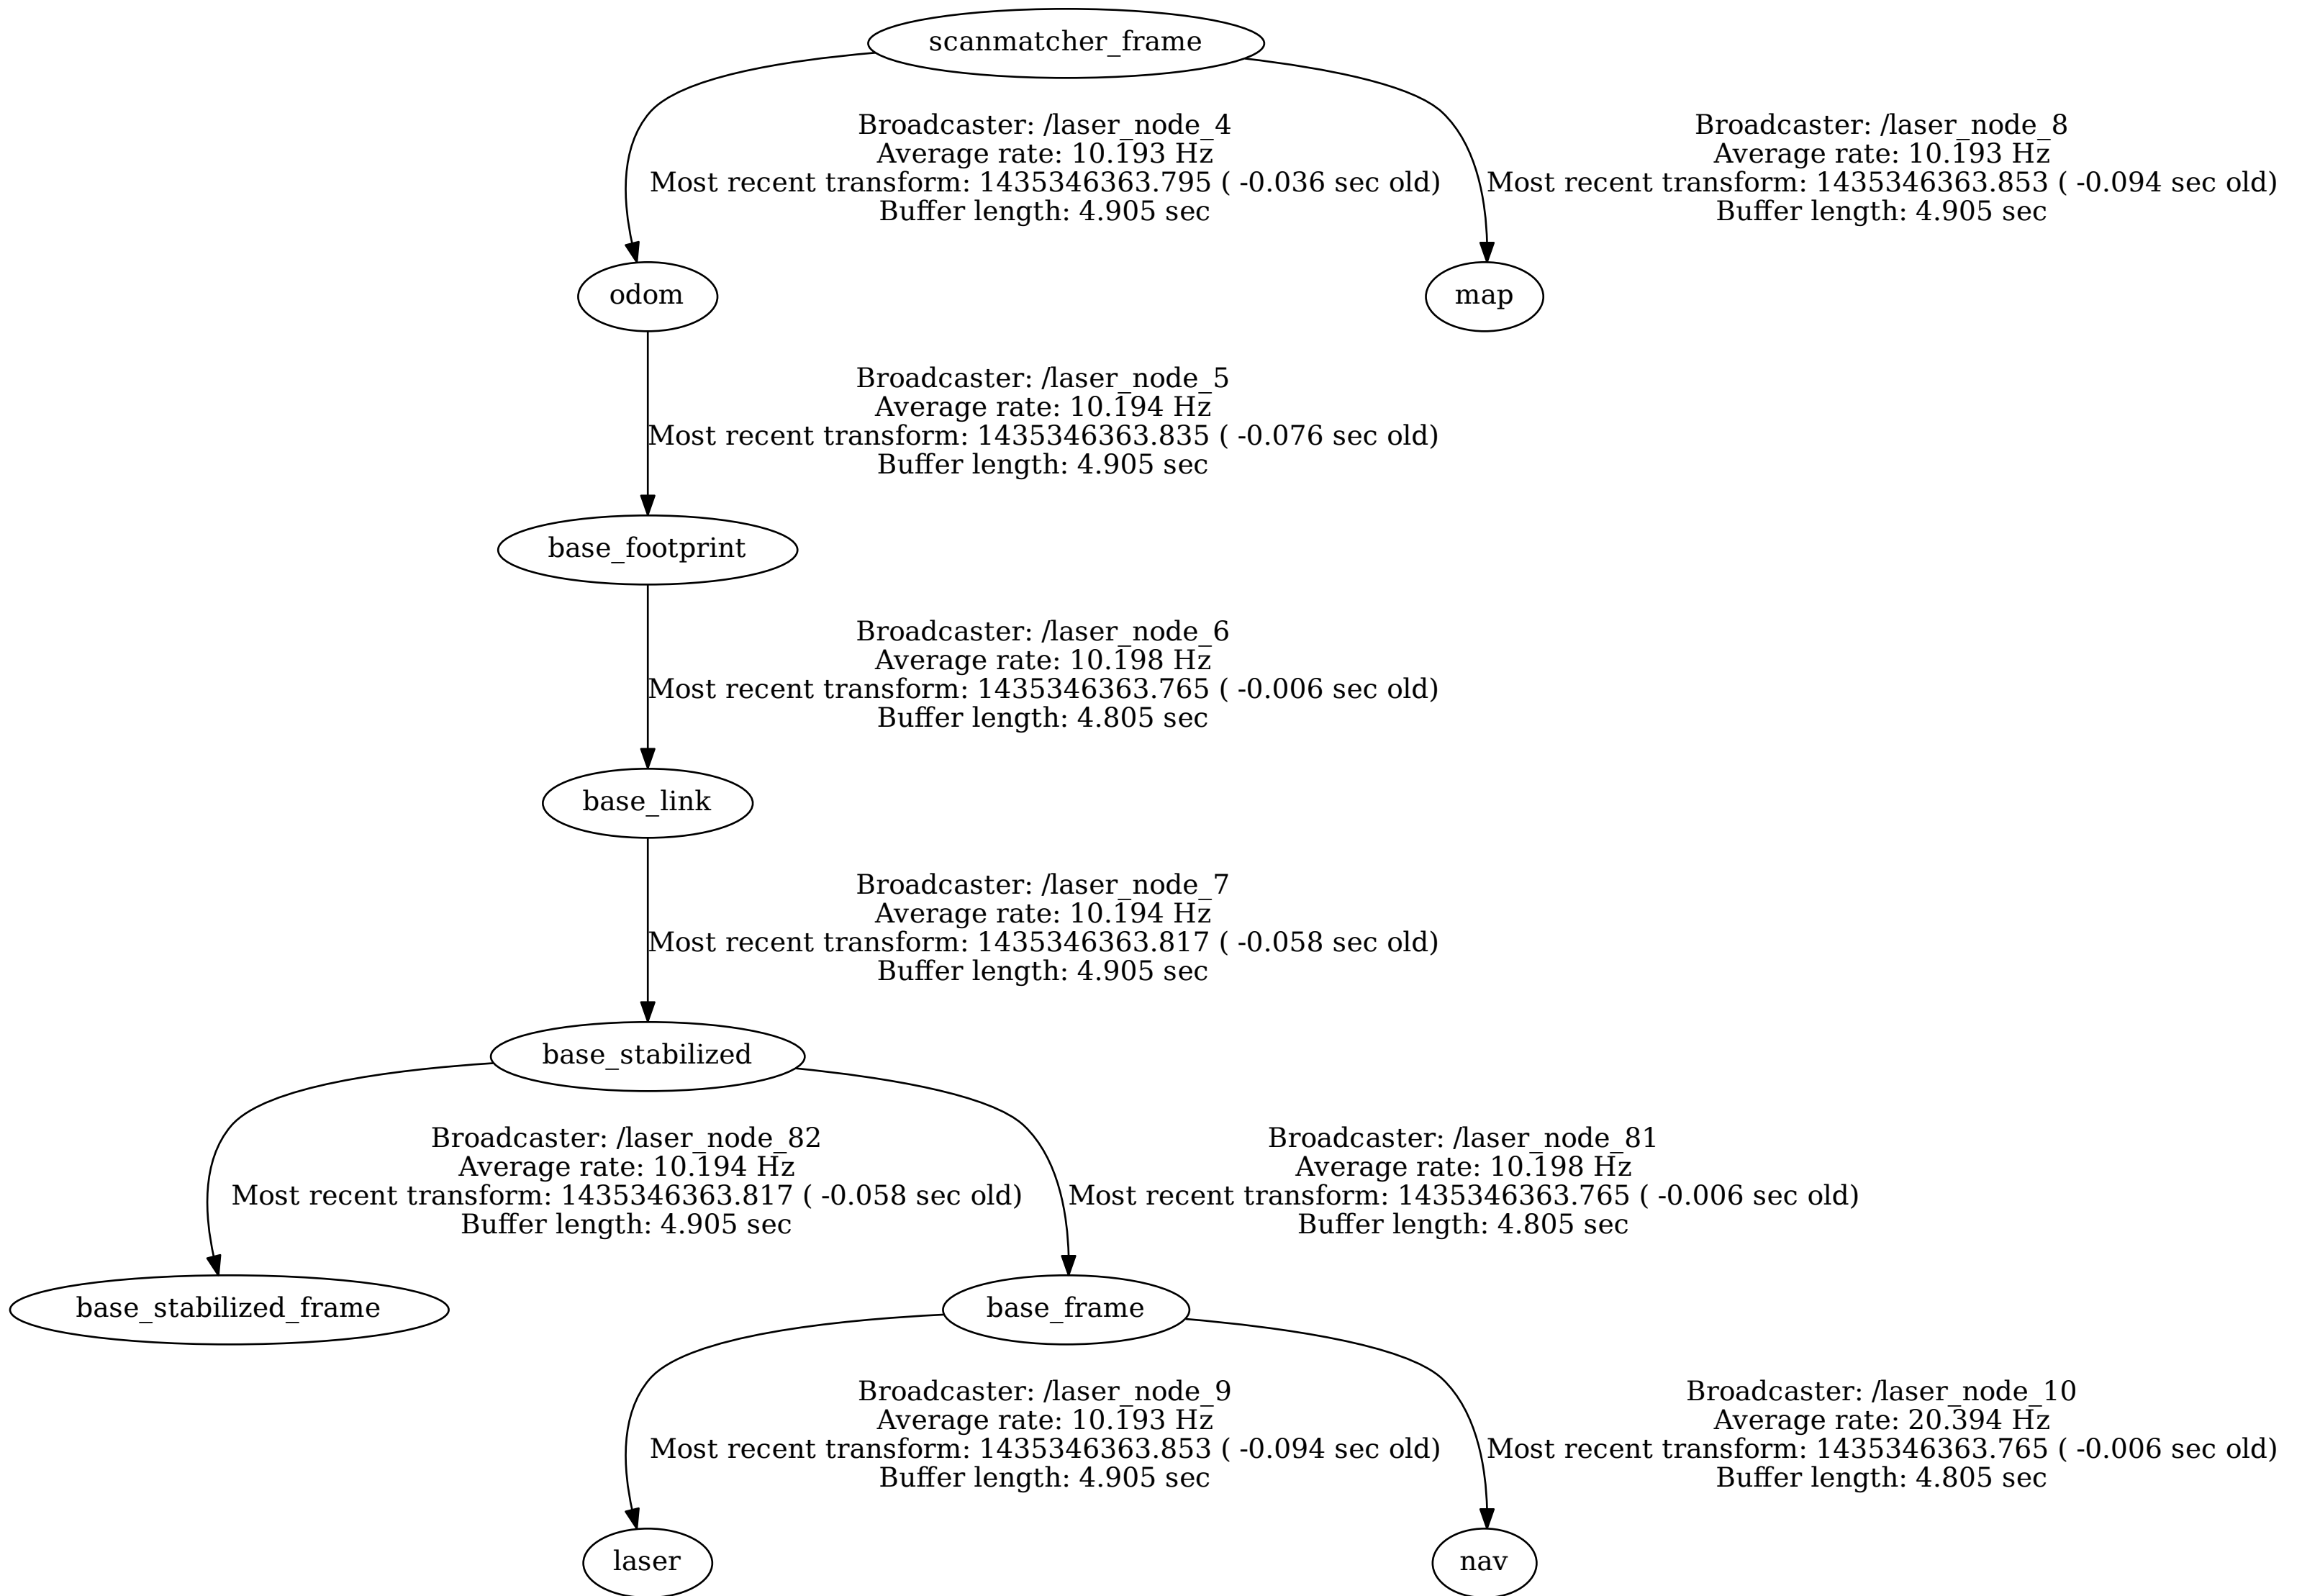 scanmatcher_frame
Broadcaster: /laser_node_4
Average rate: 10.193 Hz
Most recent transform: 1435346363.795 ( -0.036 sec old)
Buffer length: 4.905 sec
Broadcaster: /laser_node_8
Average rate: 10.193 Hz
Most recent transform: 1435346363.853 ( -0.094 sec old)
Buffer length: 4.905 sec
odom
map
Broadcaster: /laser_node_5
Average rate: 10.194 Hz
Most recent transform: 1435346363.835 ( -0.076 sec old)
Buffer length: 4.905 sec
base_footprint
Broadcaster: /laser_node_6
Average rate: 10.198 Hz
Most recent transform: 1435346363.765 ( -0.006 sec old)
Buffer length: 4.805 sec
base_link
Broadcaster: /laser_node_7
Average rate: 10.194 Hz
Most recent transform: 1435346363.817 ( -0.058 sec old)
Buffer length: 4.905 sec
base_stabilized
Broadcaster: /laser_node_82
Average rate: 10.194 Hz
Most recent transform: 1435346363.817 ( -0.058 sec old)
Buffer length: 4.905 sec
Broadcaster: /laser_node_81
Average rate: 10.198 Hz
Most recent transform: 1435346363.765 ( -0.006 sec old)
Buffer length: 4.805 sec
base_stabilized_frame
base_frame
Broadcaster: /laser_node_9
Average rate: 10.193 Hz
Most recent transform: 1435346363.853 ( -0.094 sec old)
Buffer length: 4.905 sec
Broadcaster: /laser_node_10
Average rate: 20.394 Hz
Most recent transform: 1435346363.765 ( -0.006 sec old)
Buffer length: 4.805 sec
laser
nav